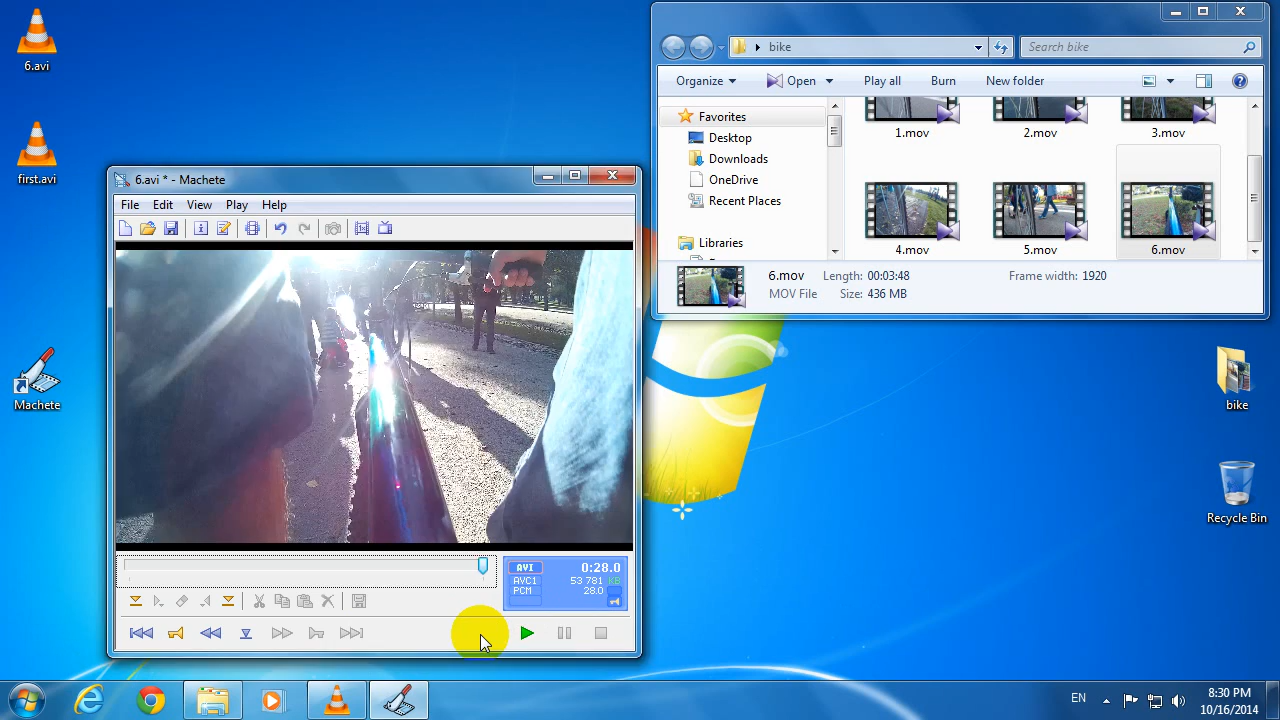 6.avi
first.avi
Machete
6.avi * - Machete
File Edit View Play Help
AVI 0:28.0
AVC1 53 781 KB
PCM 28.0
bike
Search bike
Organize Open Play all Burn New folder
Favorites
Desktop
Downloads
OneDrive
Recent Places
Libraries
1.mov 2.mov 3.mov
4.mov 5.mov 6.mov
6.mov Length: 00:03:48 Frame width: 1920
MOV File Size: 436 MB
bike
Recycle Bin
EN
8:30 PM
10/16/2014